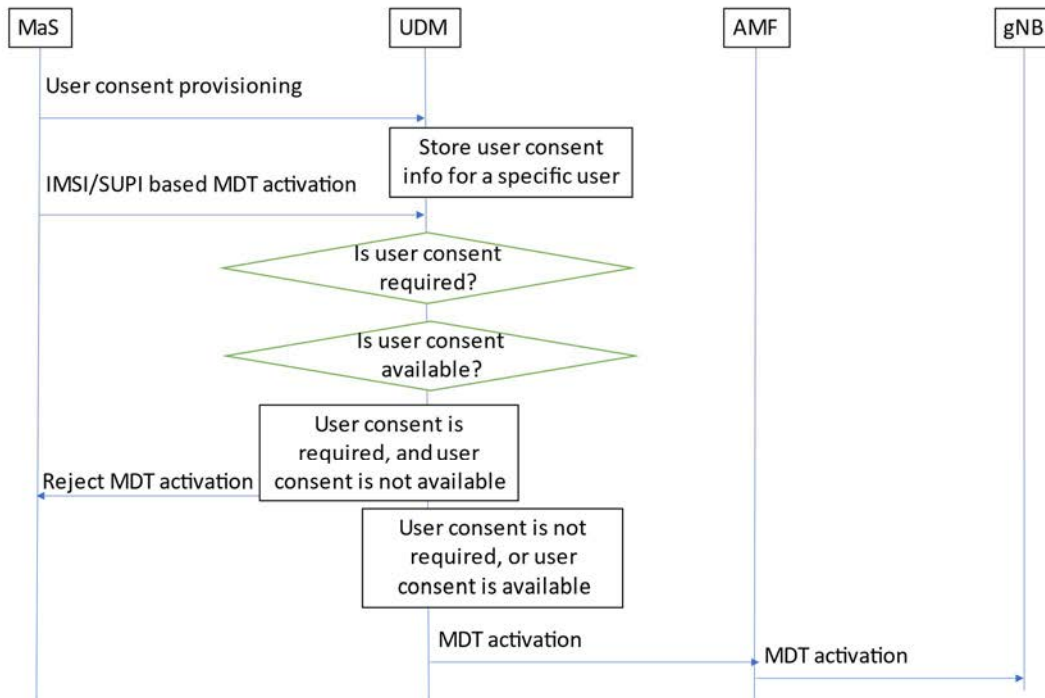 MaS
UDM
AMF
gNB
User consent provisioning
Store user consent
info for a specific user
IMSI/SUPI based MDT activation
Is user consent
required?
Is user consent
available?
User consent is
required, and user
consent is not available
Reject MDT activation
User consent is not
required, or user
consent is available
MDT activation
MDT activation